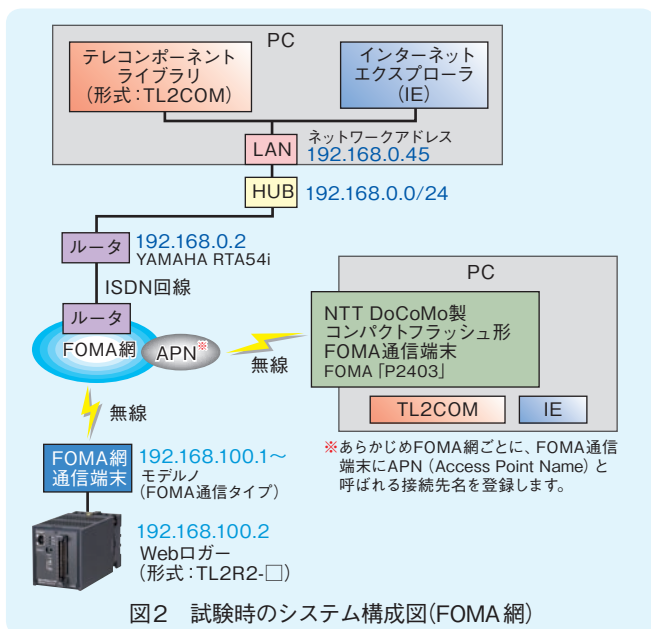 PC
テレコンポーネント
ライブラリ
(形式:TL2COM)
インターネット
エクスプローラ
(IE)
LAN
ネットワークアドレス
192.168.0.45
HUB
192.168.0.0/24
ルータ
192.168.0.2
YAMAHA RTA54i
ISDN回線
ルータ
FOMA網
APN※
無線
PC
NTT DoCoMo製
コンパクトフラッシュ形
FOMA通信端末
FOMA「P2403」
TL2COM
IE
無線
※あらかじめFOMA網ごとに、FOMA通信
端末にAPN(Access Point Name)と
呼ばれる接続先名を登録します。
FOMA網
通信端末
192.168.100.1〜
モデルノ
(FOMA通信タイプ)
192.168.100.2
Webロガー
(形式:TL2R2-□)
図2 試験時のシステム構成図(FOMA網)